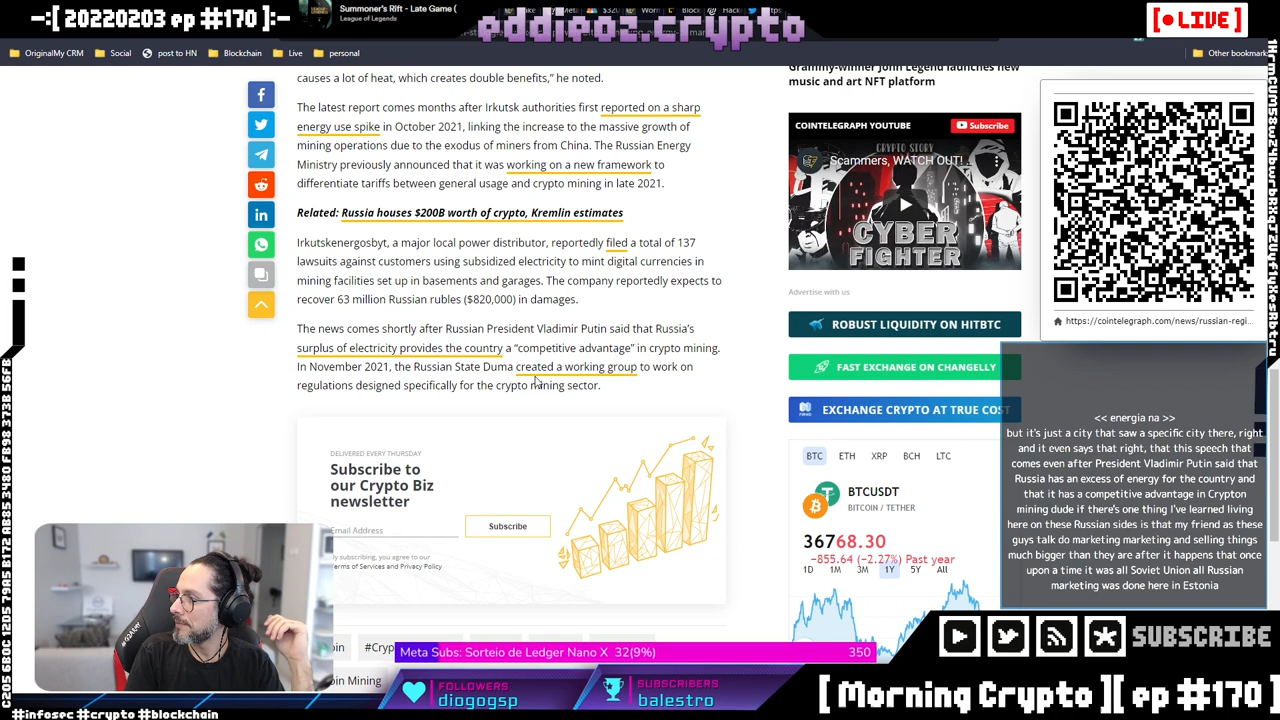 -:[ 20220203 ep #170 ]:-
Summoner's Rift - Late Game (
League of Legends
eddieoz.crypto
[ LIVE ]
OriginalMy CRM
Social
post to HN
Blockchain
Live
personal
Other bookmark
causes a lot of heat, which creates double benefits,” he noted.
The latest report comes months after Irkutsk authorities first reported on a sharp
energy use spike in October 2021, linking the increase to the massive growth of
mining operations due to the exodus of miners from China. The Russian Energy
Ministry previously announced that it was working on a new framework to
differentiate tariffs between general usage and crypto mining in late 2021.
Related: Russia houses $200B worth of crypto, Kremlin estimates
Irkutskenergosbyt, a major local power distributor, reportedly filed a total of 137
lawsuits against customers using subsidized electricity to mint digital currencies in
mining facilities set up in basements and garages. The company reportedly expects to
recover 63 million Russian rubles ($820,000) in damages.
The news comes shortly after Russian President Vladimir Putin said that Russia’s
surplus of electricity provides the country a “competitive advantage” in crypto mining.
In November 2021, the Russian State Duma created a working group to work on
regulations designed specifically for the crypto mining sector.
DELIVERED EVERY THURSDAY
Subscribe to
our Crypto Biz
newsletter
Email Address
Subscribe
By subscribing, you agree to our
Terms of Services and Privacy Policy
Grammy-winner John Legend launches new
music and art NFT platform
COINTELEGRAPH YOUTUBE
Subscribe
CRYPTO STORY
Scammers, WATCH OUT! ...
CYBER
FIGHTER
Advertise with us
ROBUST LIQUIDITY ON HITBTC
FAST EXCHANGE ON CHANGELLY
EXCHANGE CRYPTO AT TRUE COST
BTC
ETH
XRP
BCH
LTC
BTCUSDT
BITCOIN / TETHER
36768.30
−855.64 (−2.27%) Past year
1D
1M
3M
1Y
5Y
All
https://cointelegraph.com/news/russian-regi...
<< energia na >>
but it's just a city that saw a specific city there, right
and it even says that right, that this speech that
comes even after President Vladimir Putin said that
Russia has an excess of energy for the country and
that it has a competitive advantage in Crypton
mining dude if there's one thing I've learned living
here on these Russian sides is that my friend as these
guys talk do marketing marketing and selling things
much bigger than they are after it happens that once
upon a time it was all Soviet Union all Russian
marketing was done here in Estonia
Meta Subs: Sorteio de Ledger Nano X
32(9%)
350
FOLLOWERS
diogogsp
SUBSCRIBERS
balestro
SUBSCRIBE
[ Morning Crypto ][ ep #170 ]
#infosec #crypto #blockchain